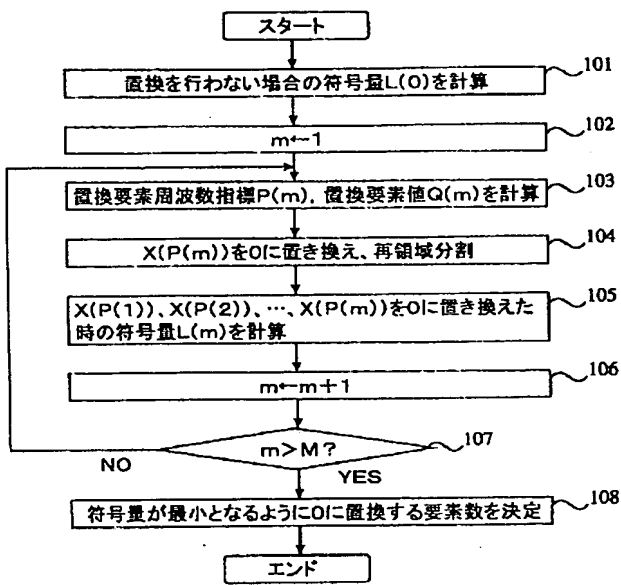 スタート
置換を行わない場合の符号量L(0)を計算
101
m←1
102
置換要素周波数指標P(m), 置換要素値Q(m)を計算
103
X(P(m))を0に置き換え、再領域分割
104
X(P(1))、X(P(2))、…、X(P(m))を0に置き換えた
時の符号量L(m)を計算
105
m←m+1
106
m>M?
107
NO
YES
符号量が最小となるように0に置換する要素数を決定
108
エンド